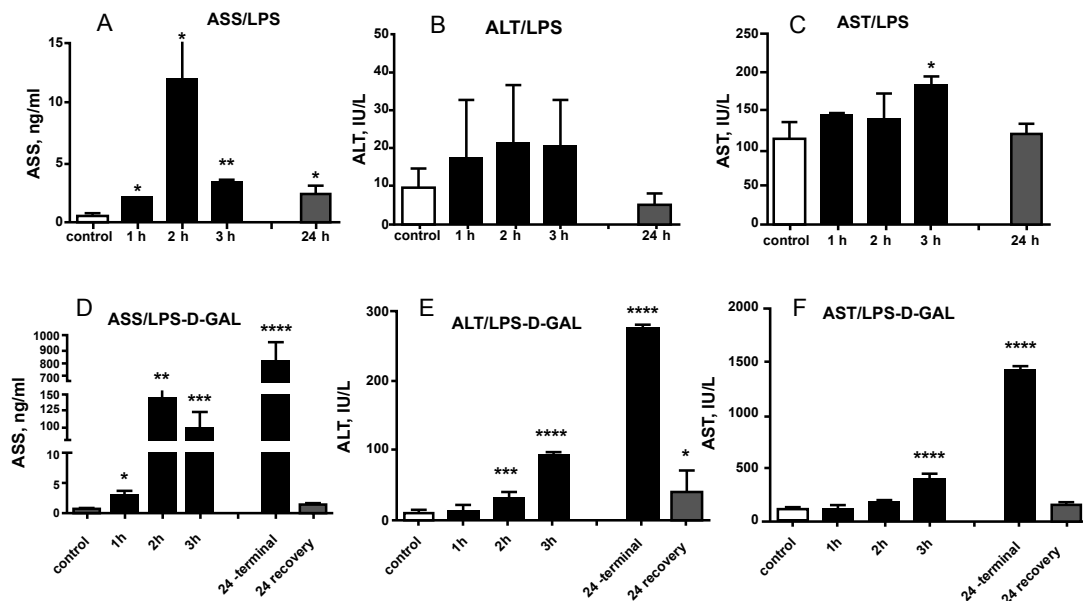 A
ASS/LPS
ASS, ng/ml
15
10
5
0
*
*
**
*
control 1 h 2 h 3 h 24 h
B
ALT/LPS
ALT, IU/L
50
40
30
20
10
0
control 1 h 2 h 3 h 24 h
C
AST/LPS
AST, IU/L
250
200
150
100
50
0
*
control 1 h 2 h 3 h 24 h
D
ASS/LPS-D-GAL
ASS, ng/ml
1000
900
800
700
150
125
100
75
50
10
5
0
*
**
***
****
control 1h 2h 3h 24 -terminal 24 recovery
E
ALT/LPS-D-GAL
ALT, IU/L
300
200
100
0
***
****
****
*
control 1h 2h 3h 24 -terminal 24 recovery
F
AST/LPS-D-GAL
AST, IU/L
2000
1500
1000
500
0
****
****
control 1h 2h 3h 24 -terminal 24 recovery